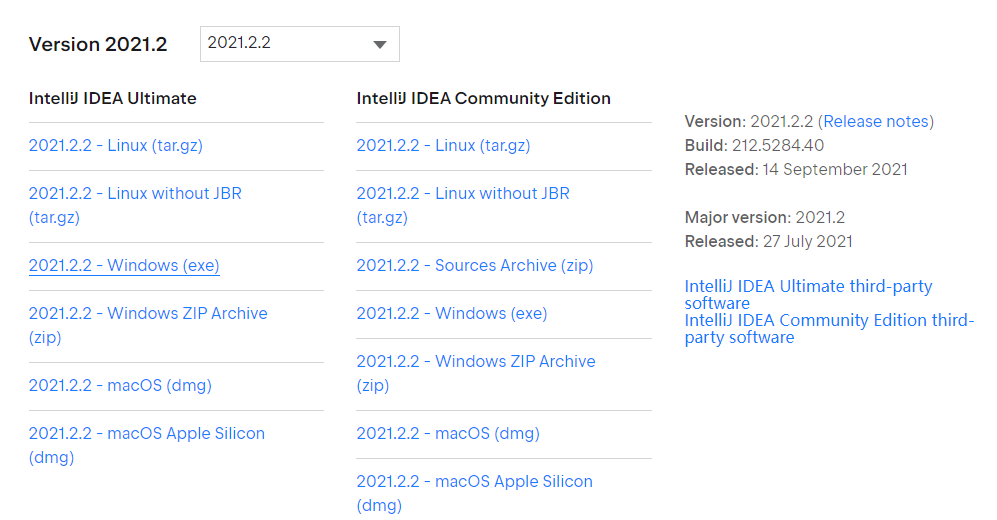 Version 2021.2
2021.2.2
IntelliJ IDEA Ultimate
2021.2.2 - Linux (tar.gz)
2021.2.2 - Linux without JBR
(tar.gz)
2021.2.2 - Windows (exe)
2021.2.2 - Windows ZIP Archive
(zip)
2021.2.2 - macOS (dmg)
2021.2.2 - macOS Apple Silicon
(dmg)
IntelliJ IDEA Community Edition
2021.2.2 - Linux (tar.gz)
2021.2.2 - Linux without JBR
(tar.gz)
2021.2.2 - Sources Archive (zip)
2021.2.2 - Windows (exe)
2021.2.2 - Windows ZIP Archive
(zip)
2021.2.2 - macOS (dmg)
2021.2.2 - macOS Apple Silicon
(dmg)
Version: 2021.2.2 (Release notes)
Build: 212.5284.40
Released: 14 September 2021
Major version: 2021.2
Released: 27 July 2021
IntelliJ IDEA Ultimate third-party
software
IntelliJ IDEA Community Edition third-
party software